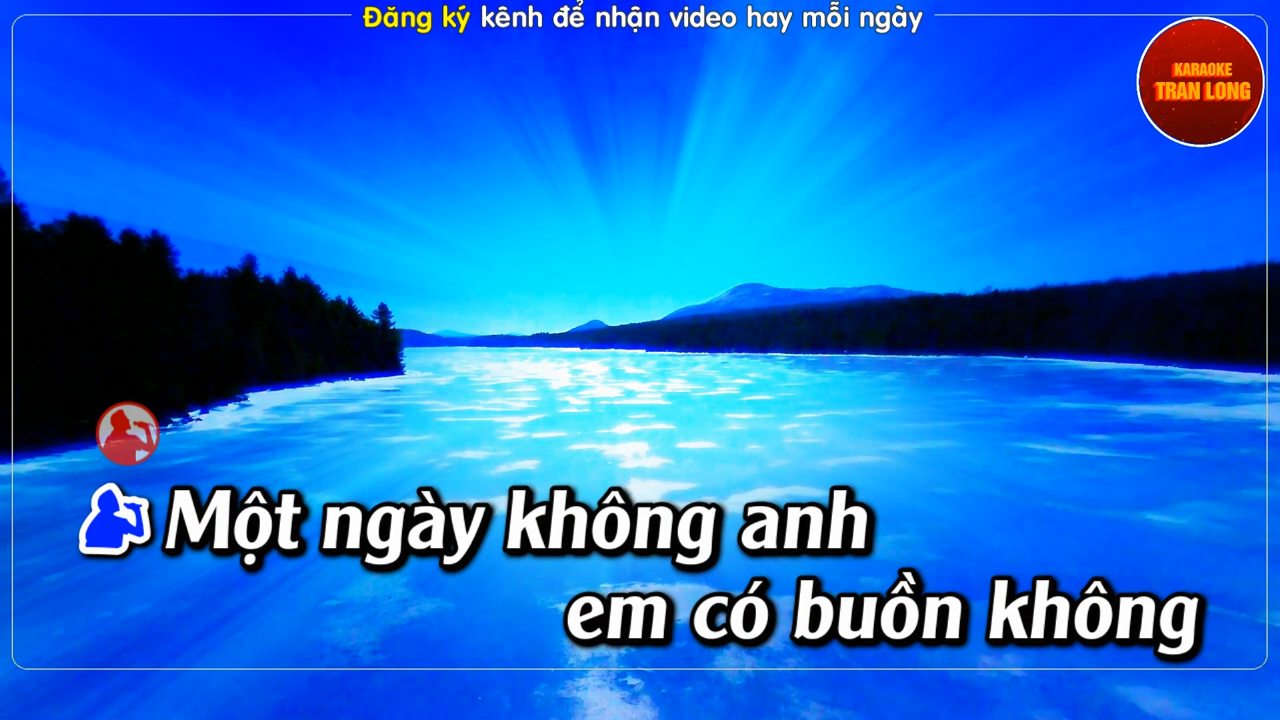 Đăng ký kênh để nhận video hay mỗi ngày
KARAOKE
TRAN LONG
Một ngày không anh
em có buồn không